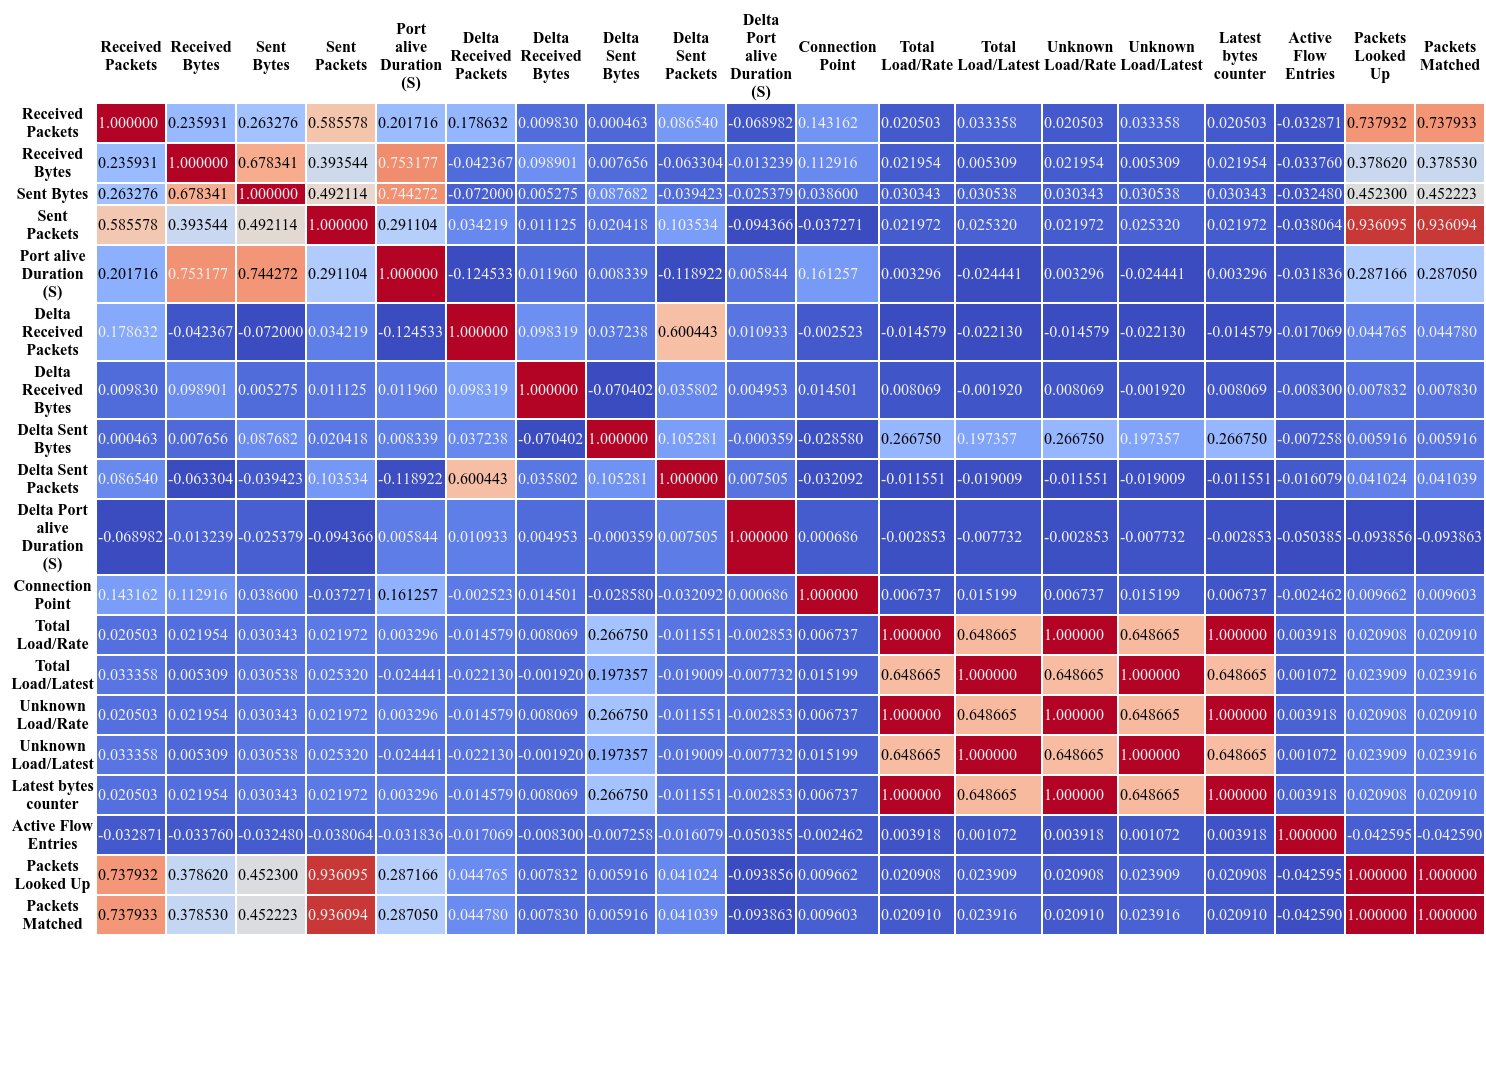 Received Packets Received Bytes Sent Bytes Sent Packets Port alive Duration (S) Delta Received Packets Delta Received Bytes Delta Sent Bytes Delta Sent Packets Delta Port alive Duration (S) Connection Point Total Load/Rate Total Load/Latest Unknown Load/Rate Unknown Load/Latest Latest bytes counter Active Flow Entries Packets Looked Up Packets Matched
Received Packets 1.000000 0.235931 0.263276 0.585578 0.201716 0.178632 0.009830 0.000463 0.086540 -0.068982 0.143162 0.020503 0.033358 0.020503 0.033358 0.020503 -0.032871 0.737932 0.737933
Received Bytes 0.235931 1.000000 0.678341 0.393544 0.753177 -0.042367 0.098901 0.007656 -0.063304 -0.013239 0.112916 0.021954 0.005309 0.021954 0.005309 0.021954 -0.033760 0.378620 0.378530
Sent Bytes 0.263276 0.678341 1.000000 0.492114 0.744272 -0.072000 0.005275 0.087682 -0.039423 -0.025379 0.038600 0.030343 0.030538 0.030343 0.030538 0.030343 -0.032480 0.452300 0.452223
Sent Packets 0.585578 0.393544 0.492114 1.000000 0.291104 0.034219 0.011125 0.020418 0.103534 -0.094366 -0.037271 0.021972 0.025320 0.021972 0.025320 0.021972 -0.038064 0.936095 0.936094
Port alive Duration (S) 0.201716 0.753177 0.744272 0.291104 1.000000 -0.124533 0.011960 0.008339 -0.118922 0.005844 0.161257 0.003296 -0.024441 0.003296 -0.024441 0.003296 -0.031836 0.287166 0.287050
Delta Received Packets 0.178632 -0.042367 -0.072000 0.034219 -0.124533 1.000000 0.098319 0.037238 0.600443 0.010933 -0.002523 -0.014579 -0.022130 -0.014579 -0.022130 -0.014579 -0.017069 0.044765 0.044780
Delta Received Bytes 0.009830 0.098901 0.005275 0.011125 0.011960 0.098319 1.000000 -0.070402 0.035802 0.004953 0.014501 0.008069 -0.001920 0.008069 -0.001920 0.008069 -0.008300 0.007832 0.007830
Delta Sent Bytes 0.000463 0.007656 0.087682 0.020418 0.008339 0.037238 -0.070402 1.000000 0.105281 -0.000359 -0.028580 0.266750 0.197357 0.266750 0.197357 0.266750 -0.007258 0.005916 0.005916
Delta Sent Packets 0.086540 -0.063304 -0.039423 0.103534 -0.118922 0.600443 0.035802 0.105281 1.000000 0.007505 -0.032092 -0.011551 -0.019009 -0.011551 -0.019009 -0.011551 -0.016079 0.041024 0.041039
Delta Port alive Duration (S) -0.068982 -0.013239 -0.025379 -0.094366 0.005844 0.010933 0.004953 -0.000359 0.007505 1.000000 0.000686 -0.002853 -0.007732 -0.002853 -0.007732 -0.002853 -0.050385 -0.093856 -0.093863
Connection Point 0.143162 0.112916 0.038600 -0.037271 0.161257 -0.002523 0.014501 -0.028580 -0.032092 0.000686 1.000000 0.006737 0.015199 0.006737 0.015199 0.006737 -0.002462 0.009662 0.009603
Total Load/Rate 0.020503 0.021954 0.030343 0.021972 0.003296 -0.014579 0.008069 0.266750 -0.011551 -0.002853 0.006737 1.000000 0.648665 1.000000 0.648665 1.000000 0.003918 0.020908 0.020910
Total Load/Latest 0.033358 0.005309 0.030538 0.025320 -0.024441 -0.022130 -0.001920 0.197357 -0.019009 -0.007732 0.015199 0.648665 1.000000 0.648665 1.000000 0.648665 0.001072 0.023909 0.023916
Unknown Load/Rate 0.020503 0.021954 0.030343 0.021972 0.003296 -0.014579 0.008069 0.266750 -0.011551 -0.002853 0.006737 1.000000 0.648665 1.000000 0.648665 1.000000 0.003918 0.020908 0.020910
Unknown Load/Latest 0.033358 0.005309 0.030538 0.025320 -0.024441 -0.022130 -0.001920 0.197357 -0.019009 -0.007732 0.015199 0.648665 1.000000 0.648665 1.000000 0.648665 0.001072 0.023909 0.023916
Latest bytes counter 0.020503 0.021954 0.030343 0.021972 0.003296 -0.014579 0.008069 0.266750 -0.011551 -0.002853 0.006737 1.000000 0.648665 1.000000 0.648665 1.000000 0.003918 0.020908 0.020910
Active Flow Entries -0.032871 -0.033760 -0.032480 -0.038064 -0.031836 -0.017069 -0.008300 -0.007258 -0.016079 -0.050385 -0.002462 0.003918 0.001072 0.003918 0.001072 0.003918 1.000000 -0.042595 -0.042590
Packets Looked Up 0.737932 0.378620 0.452300 0.936095 0.287166 0.044765 0.007832 0.005916 0.041024 -0.093856 0.009662 0.020908 0.023909 0.020908 0.023909 0.020908 -0.042595 1.000000 1.000000
Packets Matched 0.737933 0.378530 0.452223 0.936094 0.287050 0.044780 0.007830 0.005916 0.041039 -0.093863 0.009603 0.020910 0.023916 0.020910 0.023916 0.020910 -0.042590 1.000000 1.000000